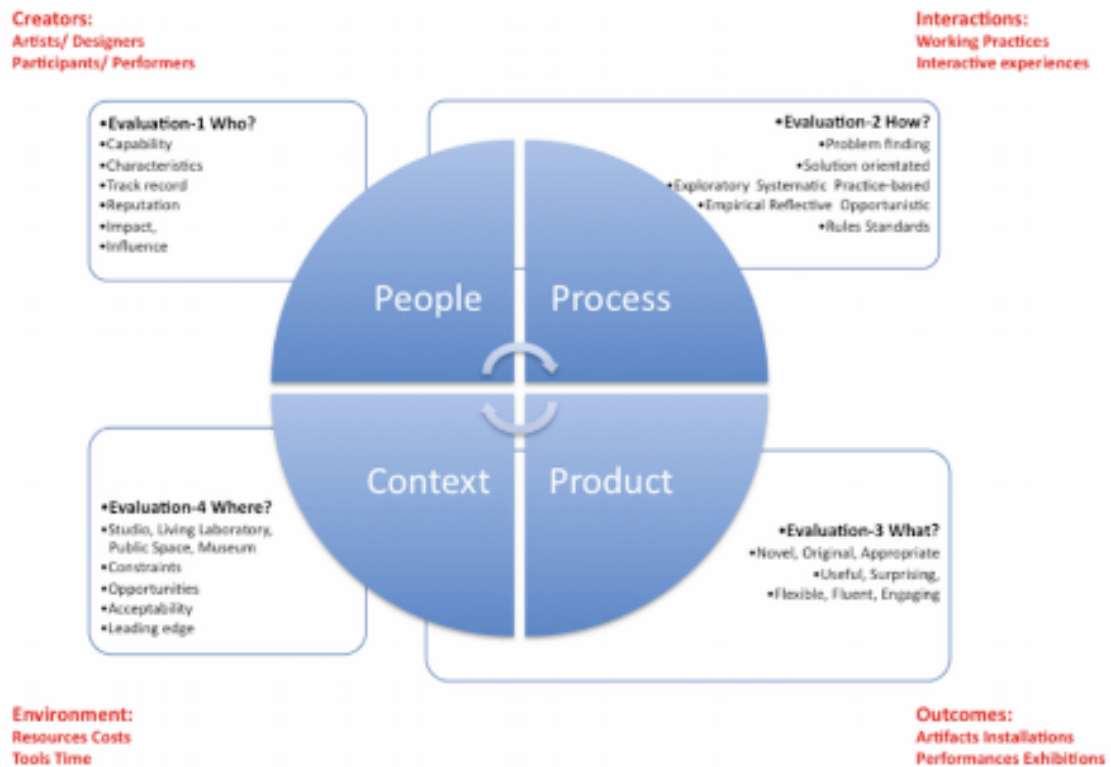 Creators:
Artists/ Designers
Participants/ Performers
Interactions:
Working Practices
Interactive experiences
•Evaluation-1 Who?
•Capability
•Characteristics
•Track record
•Reputation
•Impact,
•Influence
•Evaluation-2 How?
•Problem finding
•Solution orientated
•Exploratory Systematic Practice-based
•Empirical Reflective Opportunistic
•Rules Standards
People
Process
Context
Product
•Evaluation-4 Where?
•Studio, Living Laboratory,
Public Space, Museum
•Constraints
•Opportunities
•Acceptability
•Leading edge
•Evaluation-3 What?
•Novel, Original, Appropriate
•Useful, Surprising,
•Flexible, Fluent, Engaging
Environment:
Resources Costs
Tools Time
Outcomes:
Artifacts Installations
Performances Exhibitions